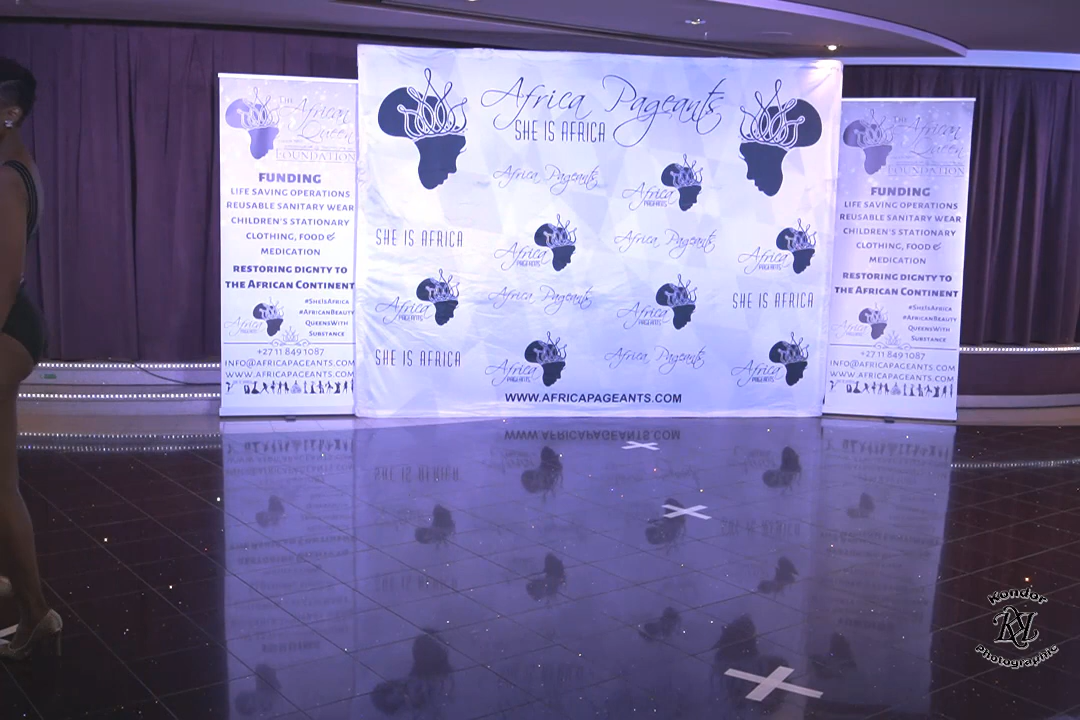 The
African
Queen
FOUNDATION
FUNDING
LIFE SAVING OPERATIONS
REUSABLE SANITARY WEAR
CHILDREN'S STATIONARY
CLOTHING, FOOD &
MEDICATION
RESTORING DIGNTY TO
THE AFRICAN CONTINENT
#SHEISAFRICA
#AFRICANBEAUTY
QUEENSWITH
SUBSTANCE
+27 11 849 1087
INFO@AFRICAPAGEANTS.COM
WWW.AFRICAPAGEANTS.COM
Africa Pageants
SHE IS AFRICA
Africa Pageants
Africa
PAGEANTS
SHE IS AFRICA
Africa
PAGEANTS
Africa Pageants
Africa
PAGEANTS
Africa
PAGEANTS
Africa Pageants
Africa
PAGEANTS
SHE IS AFRICA
SHE IS AFRICA
Africa
PAGEANTS
Africa Pageants
Africa
PAGEANTS
WWW.AFRICAPAGEANTS.COM
THE
African
Queen
FOUNDATION
FUNDING
LIFE SAVING OPERATIONS
REUSABLE SANITARY WEAR
CHILDREN'S STATIONARY
CLOTHING, FOOD &
MEDICATION
RESTORING DIGNTY TO
THE AFRICAN CONTINENT
#SHEISAFRICA
#AFRICANBEAUTY
QUEENSWITH
SUBSTANCE
+27 11 849 1087
INFO@AFRICAPAGEANTS.COM
WWW.AFRICAPAGEANTS.COM
Kondor
Photographic